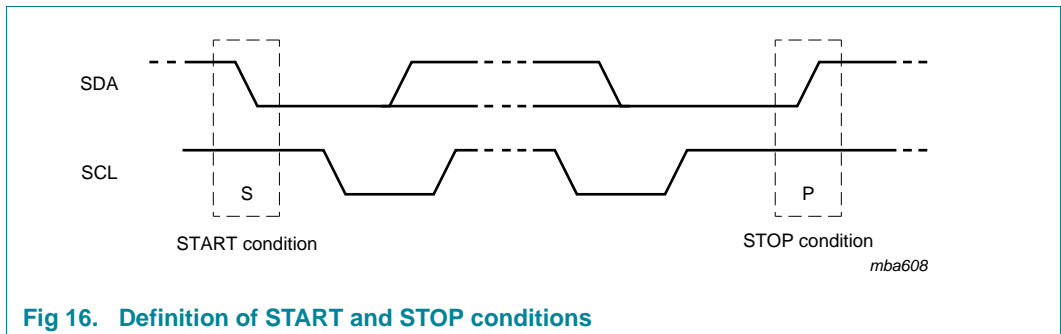 SDA
SCL
S
P
START condition
STOP condition
mba608
Fig 16. Definition of START and STOP conditions